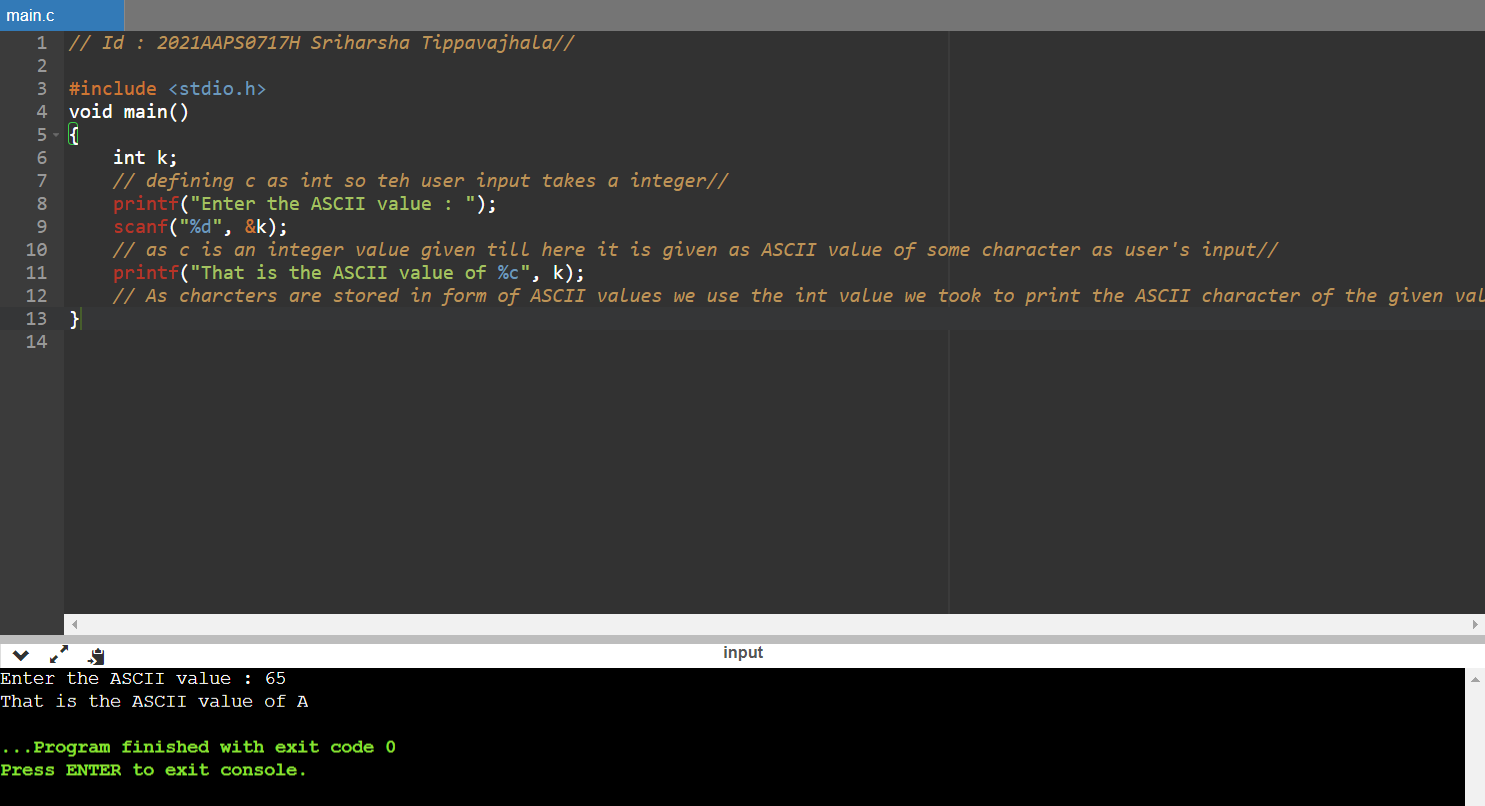 main.c
1 // Id : 2021AAPS0717H Sriharsha Tippavajhala//
2
3 #include <stdio.h>
4 void main()
5 {
6 int k;
7 // defining c as int so teh user input takes a integer//
8 printf("Enter the ASCII value : ");
9 scanf("%d", &k);
10 // as c is an integer value given till here it is given as ASCII value of some character as user's input//
11 printf("That is the ASCII value of %c", k);
12 // As charcters are stored in form of ASCII values we use the int value we took to print the ASCII character of the given val
13 }
14
input
Enter the ASCII value : 65
That is the ASCII value of A
...Program finished with exit code 0
Press ENTER to exit console.